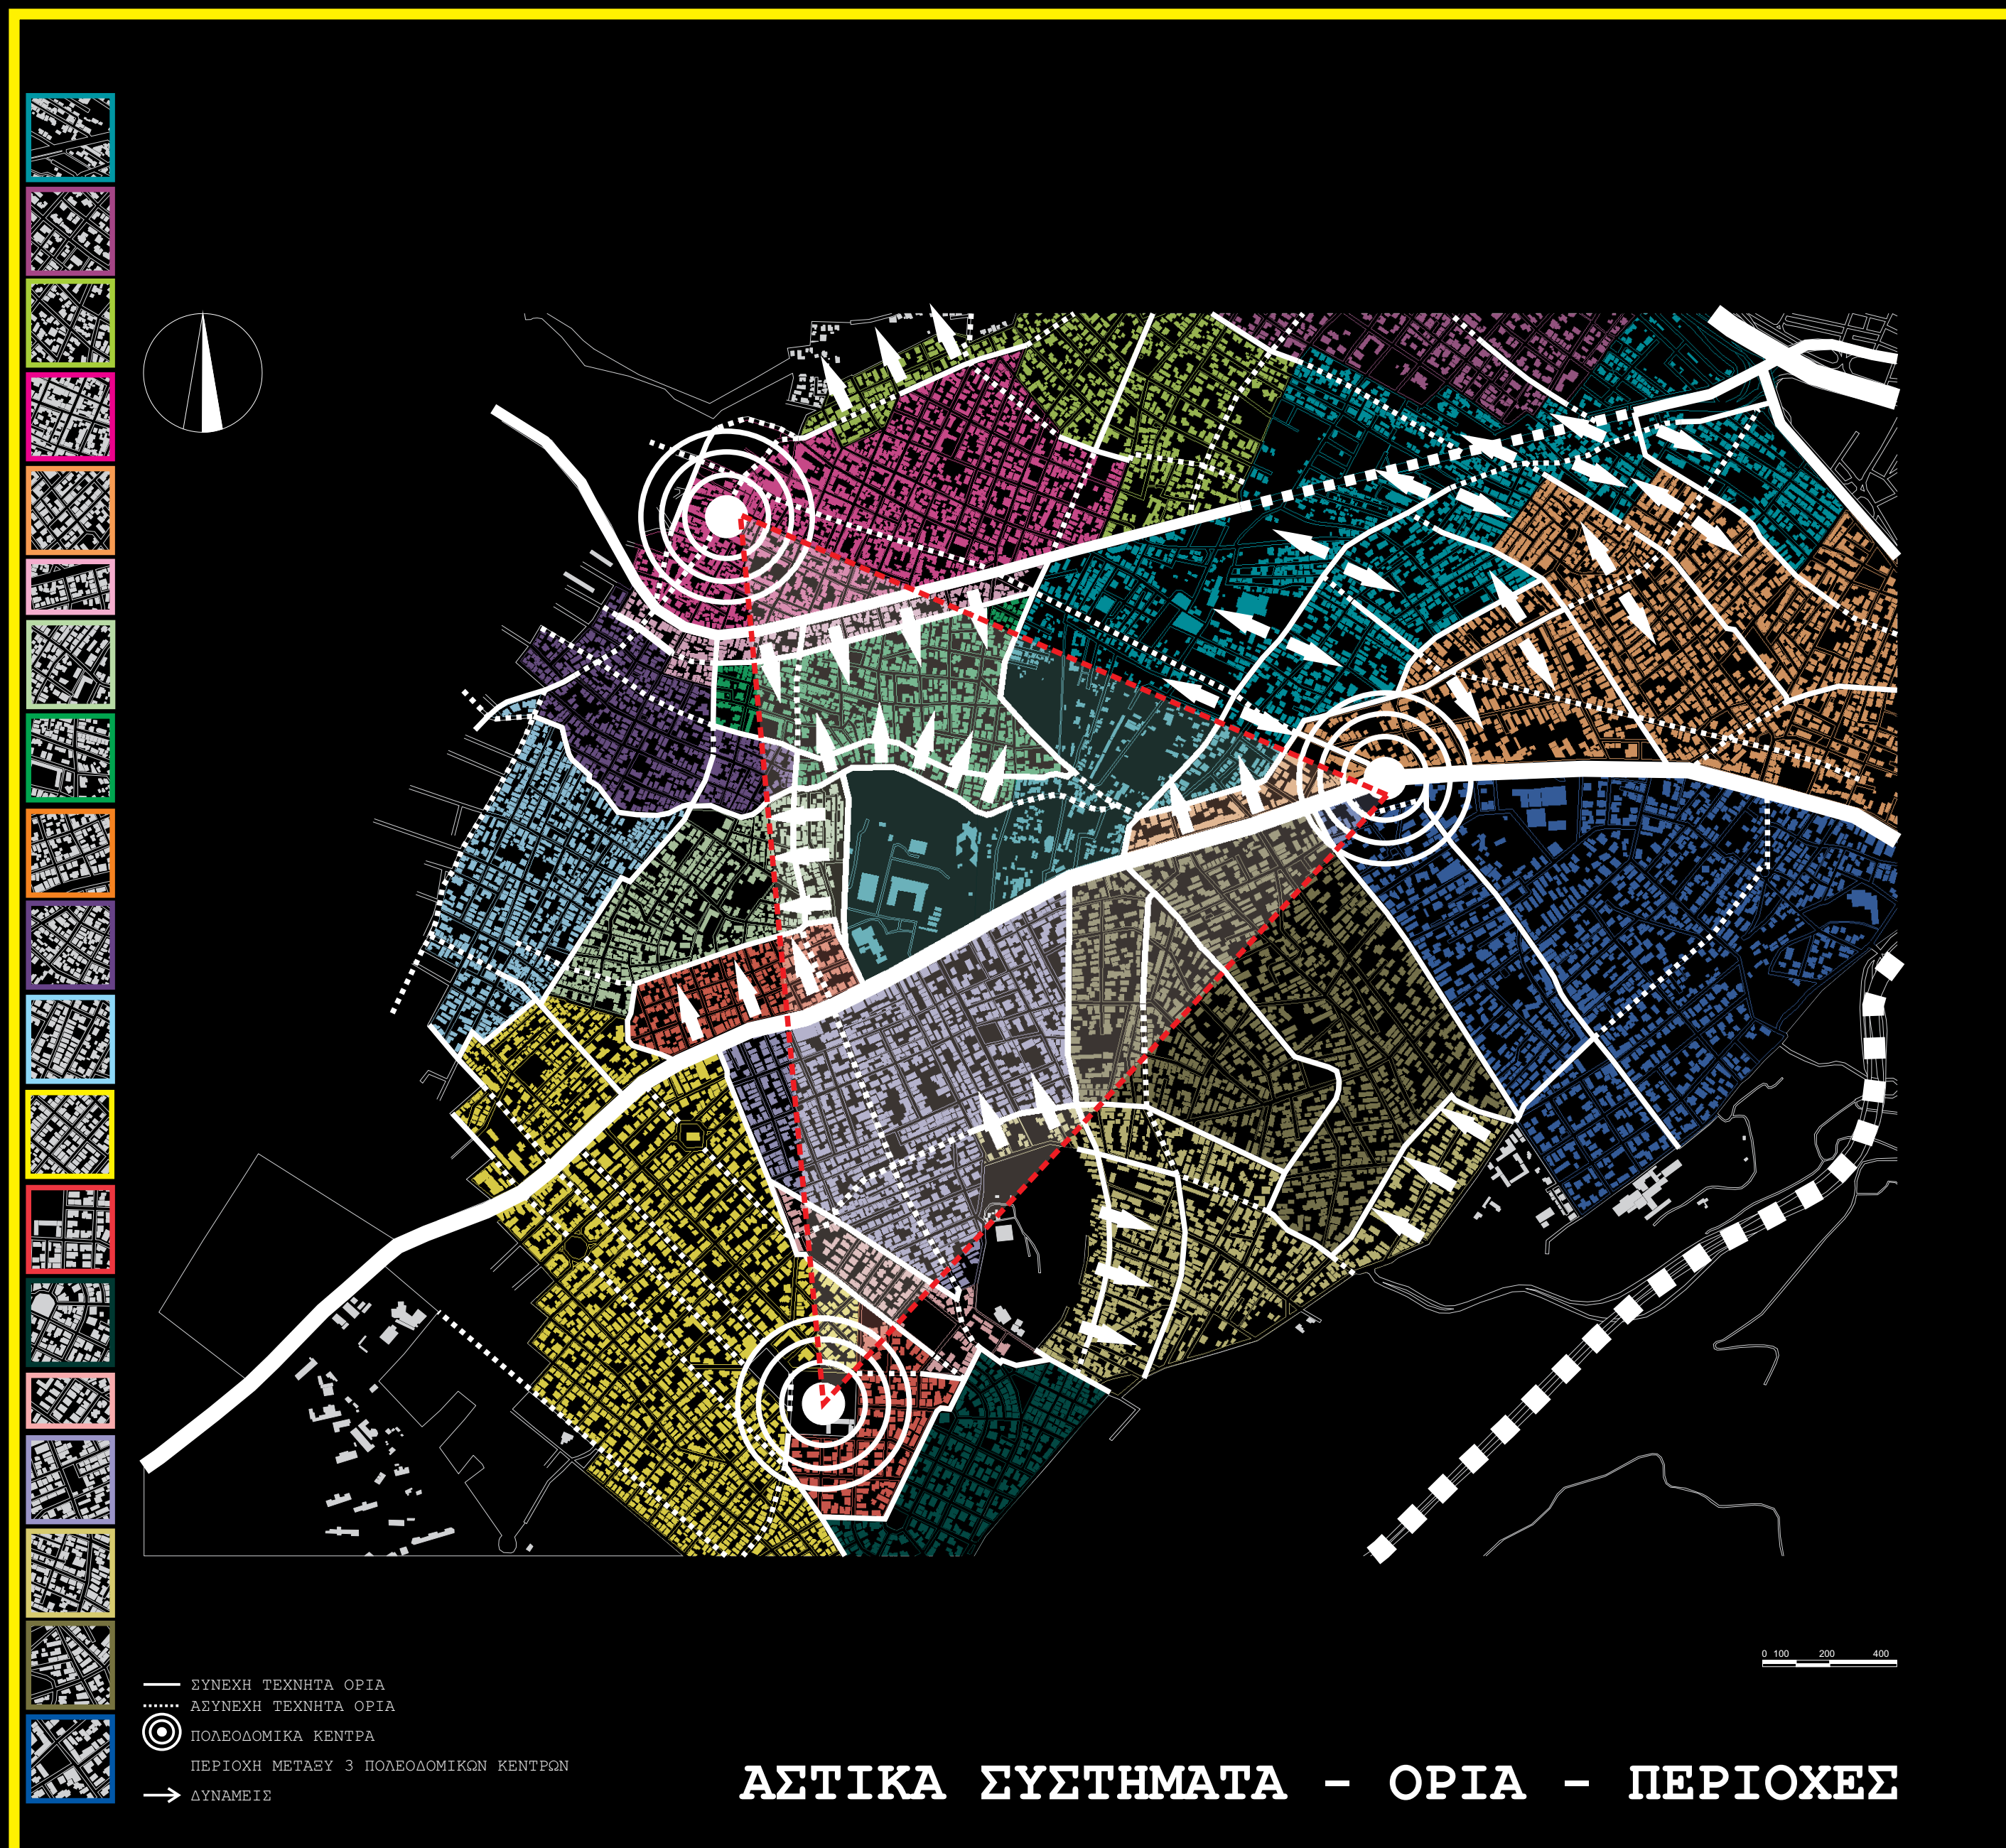 0 100 200 400
ΣΥΝΕΧΗ ΤΕΧΝΗΤΑ ΟΡΙΑ
ΑΣΥΝΕΧΗ ΤΕΧΝΗΤΑ ΟΡΙΑ
ΠΟΛΕΟΔΟΜΙΚΑ ΚΕΝΤΡΑ
ΠΕΡΙΟΧΗ ΜΕΤΑΞΥ 3 ΠΟΛΕΟΔΟΜΙΚΩΝ ΚΕΝΤΡΩΝ
ΔΥΝΑΜΕΙΣ
ΑΣΤΙΚΑ ΣΥΣΤΗΜΑΤΑ - ΟΡΙΑ - ΠΕΡΙΟΧΕΣ